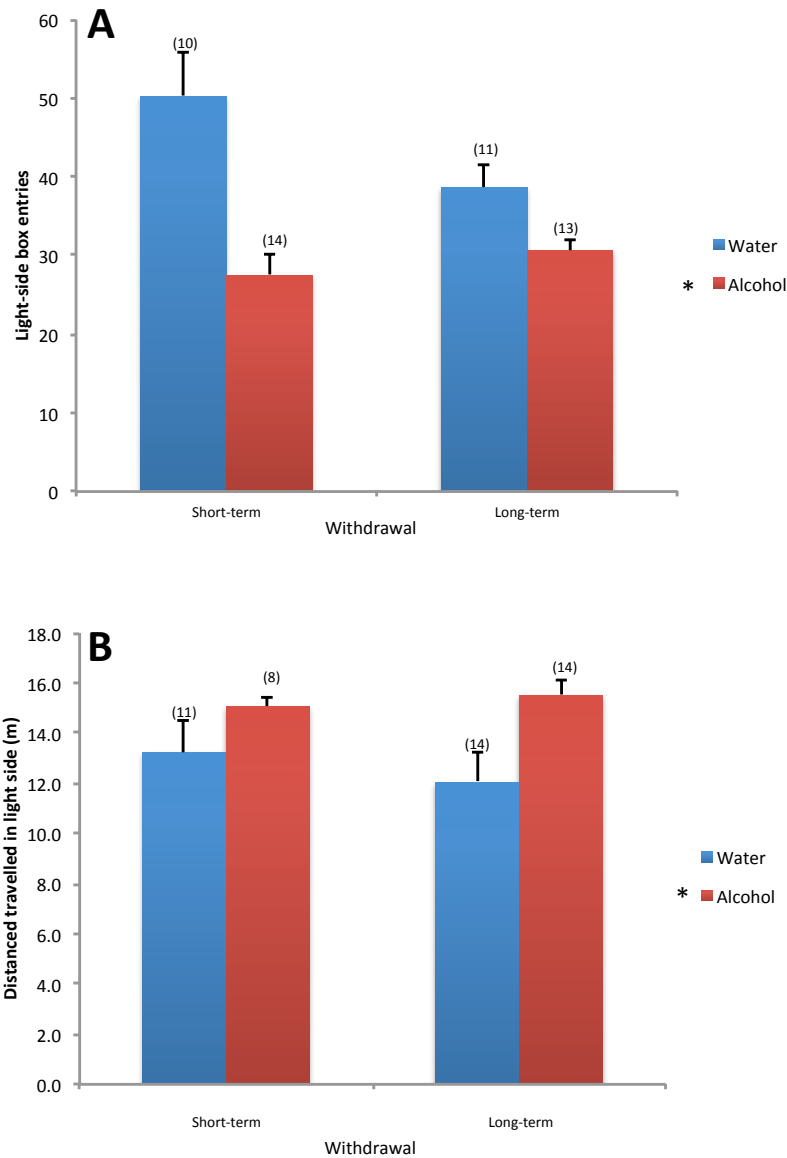 A
Light-side box entries
60
50
40
30
20
10
0
(10)
(14)
(11)
(13)
Water
* Alcohol
Short-term
Long-term
Withdrawal
B
Distanced travelled in light side (m)
18.0
16.0
14.0
12.0
10.0
8.0
6.0
4.0
2.0
0.0
(11)
(8)
(14)
(14)
Water
* Alcohol
Short-term
Long-term
Withdrawal